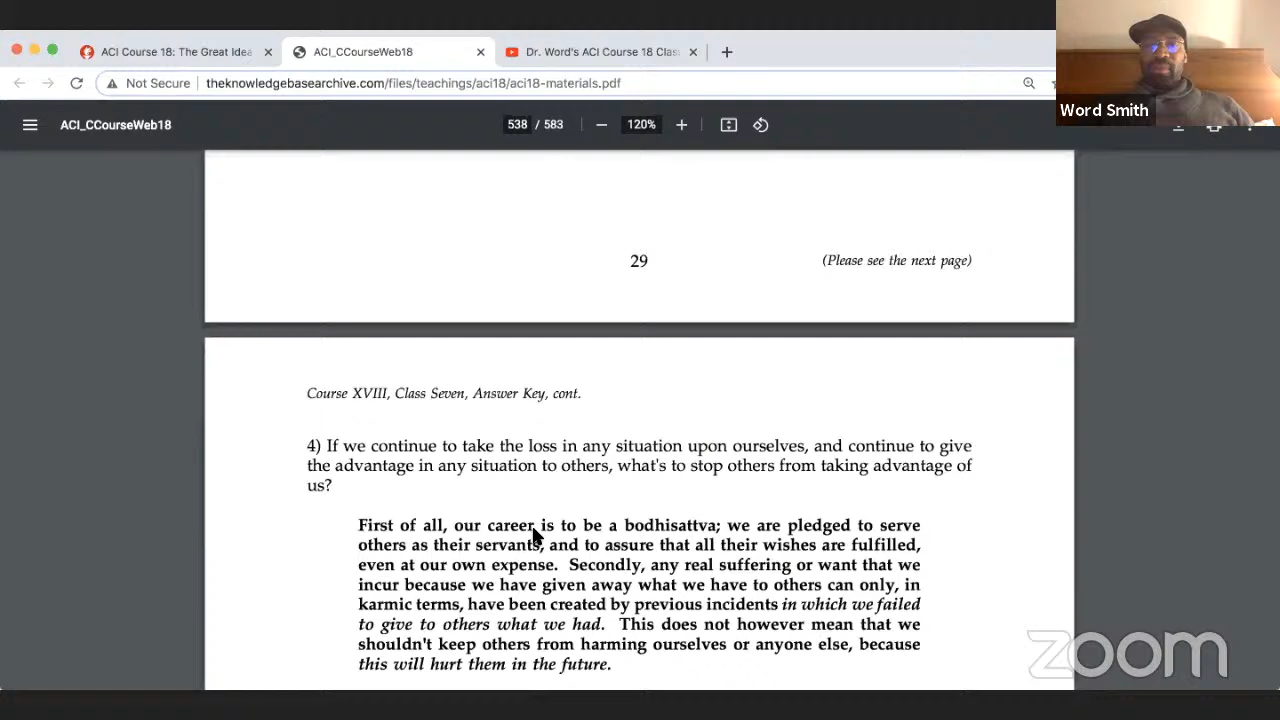 ACI Course 18: The Great Idea
ACI_CCourseWeb18
Dr. Word's ACI Course 18 Clas
Not Secure
theknowledgebasearchive.com/files/teachings/aci18/aci18-materials.pdf
Word Smith
ACI_CCourseWeb18
538 / 583
120%
29
(Please see the next page)
Course XVIII, Class Seven, Answer Key, cont.
4) If we continue to take the loss in any situation upon ourselves, and continue to give
the advantage in any situation to others, what's to stop others from taking advantage of
us?
First of all, our career is to be a bodhisattva; we are pledged to serve
others as their servants, and to assure that all their wishes are fulfilled,
even at our own expense. Secondly, any real suffering or want that we
incur because we have given away what we have to others can only, in
karmic terms, have been created by previous incidents in which we failed
to give to others what we had. This does not however mean that we
shouldn't keep others from harming ourselves or anyone else, because
this will hurt them in the future.
zoom